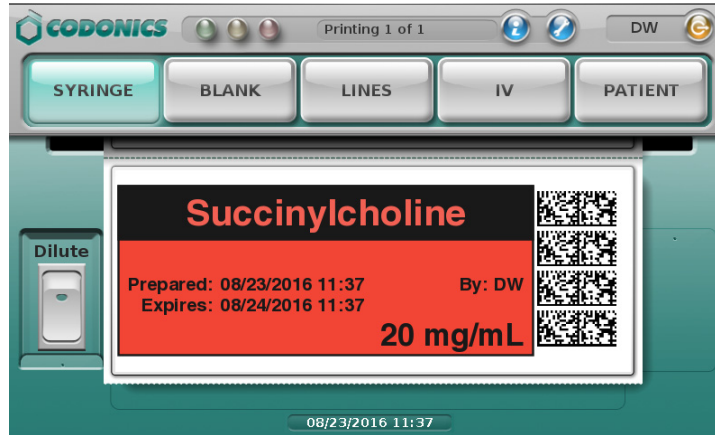 CODONICS Printing 1 of 1 DW
SYRINGE BLANK LINES IV PATIENT
Succinylcholine
Dilute
Prepared: 08/23/2016 11:37 By: DW
Expires: 08/24/2016 11:37
20 mg/mL
08/23/2016 11:37